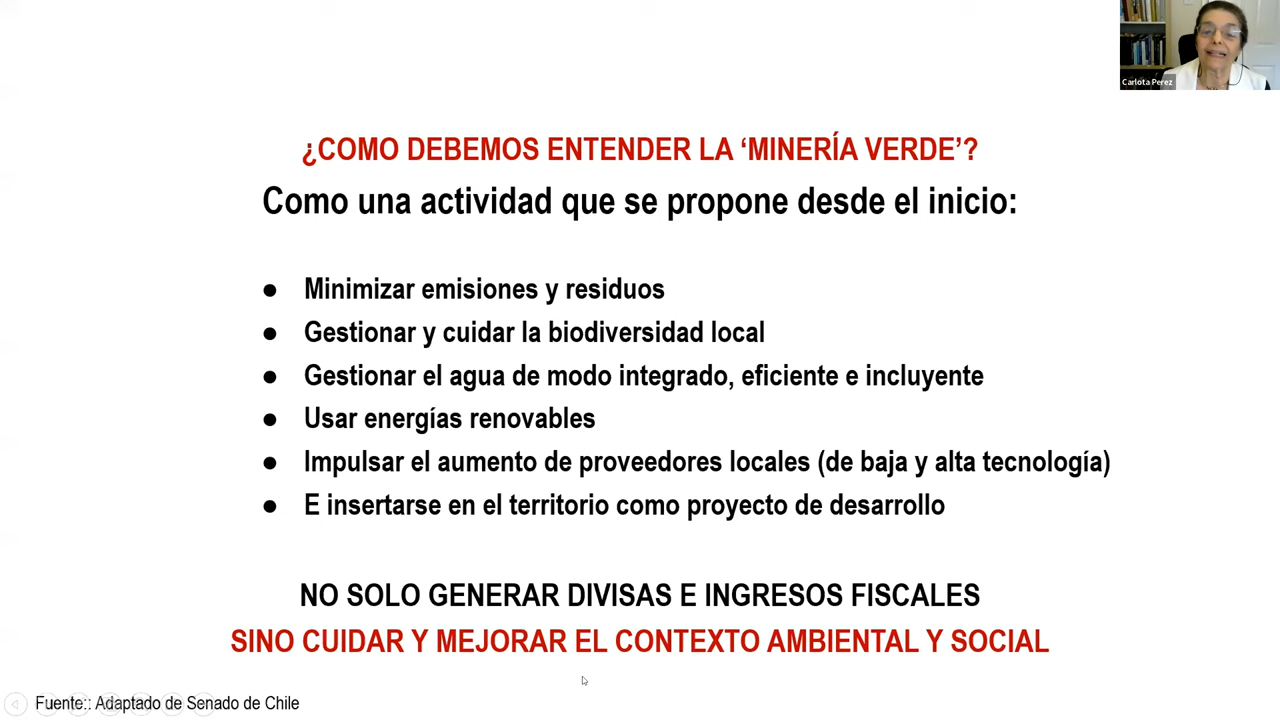 Carlota Perez
¿COMO DEBEMOS ENTENDER LA ‘MINERÍA VERDE’?
Como una actividad que se propone desde el inicio:
● Minimizar emisiones y residuos
● Gestionar y cuidar la biodiversidad local
● Gestionar el agua de modo integrado, eficiente e incluyente
● Usar energías renovables
● Impulsar el aumento de proveedores locales (de baja y alta tecnología)
● E insertarse en el territorio como proyecto de desarrollo
NO SOLO GENERAR DIVISAS E INGRESOS FISCALES
SINO CUIDAR Y MEJORAR EL CONTEXTO AMBIENTAL Y SOCIAL
Fuente:: Adaptado de Senado de Chile